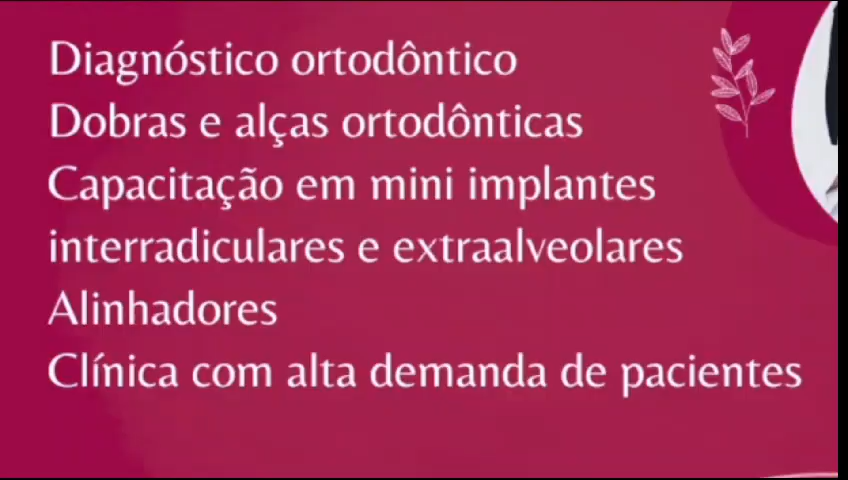 Diagnóstico ortodôntico
Dobras e alças ortodônticas
Capacitação em mini implantes
interradiculares e extraalveolares
Alinhadores
Clínica com alta demanda de pacientes